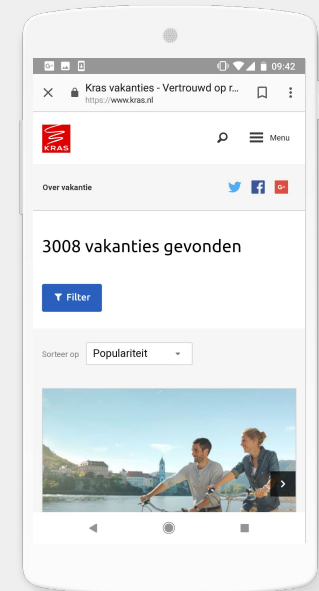 G+
09:42
Kras vakanties - Vertrouwd op r...
https://www.kras.nl
KRAS
Menu
Over vakantie
G+
3008 vakanties gevonden
Filter
Sorteer op
Populariteit